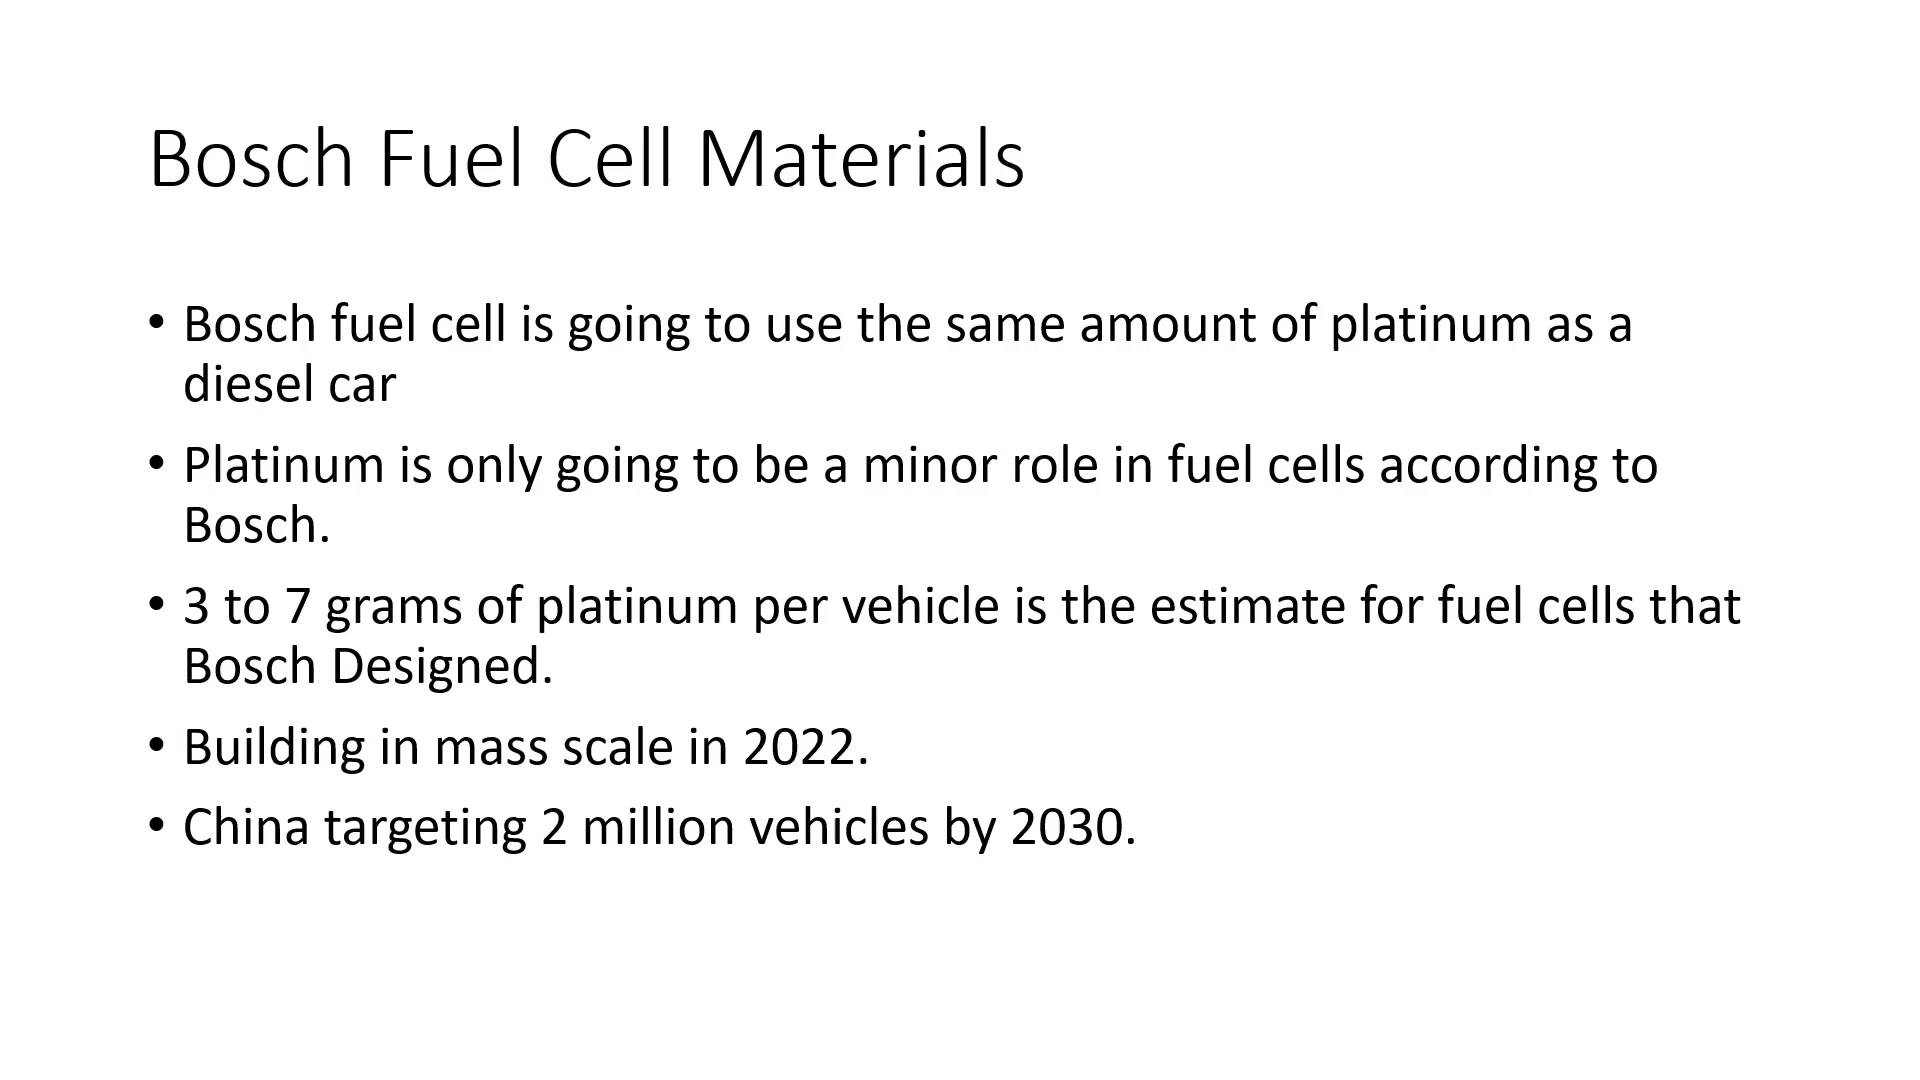 Bosch Fuel Cell Materials
• Bosch fuel cell is going to use the same amount of platinum as a
diesel car
• Platinum is only going to be a minor role in fuel cells according to
Bosch.
• 3 to 7 grams of platinum per vehicle is the estimate for fuel cells that
Bosch Designed.
• Building in mass scale in 2022.
• China targeting 2 million vehicles by 2030.